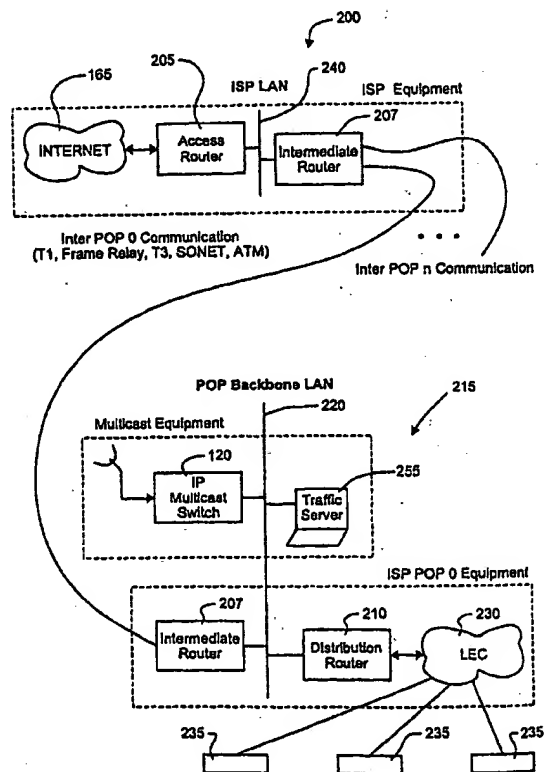 200
205
165
ISP LAN
240
ISP Equipment
207
INTERNET
Access
Router
Intermediate
Router
Inter POP 0 Communication
(T1, Frame Relay, T3, SONET, ATM)
Inter POP n Communication
POP Backbone LAN
220
215
Multicast Equipment
120
255
IP
Multicast
Switch
Traffic
Server
ISP POP 0 Equipment
207
210
230
Intermediate
Router
Distribution
Router
LEC
235
235
235